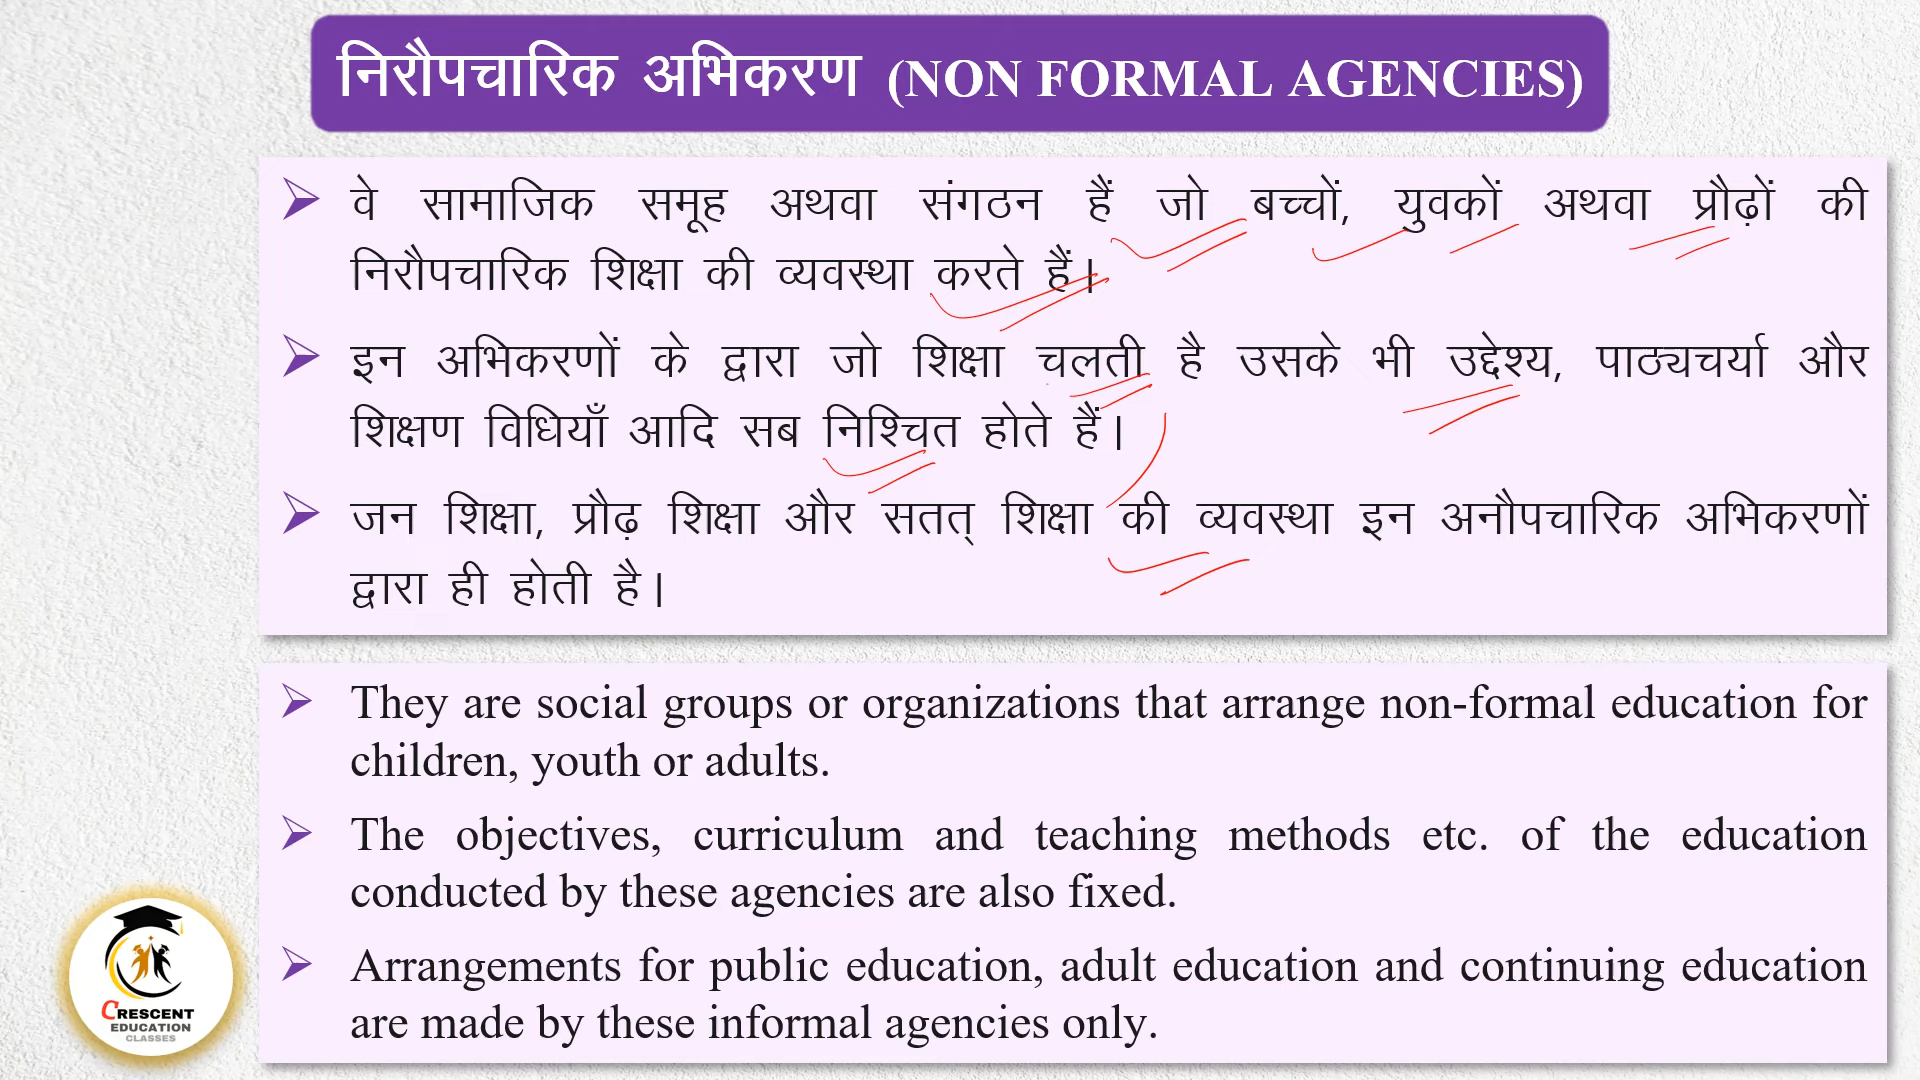 निरौपचारिक अभिकरण (NON FORMAL AGENCIES)
➢ वे सामाजिक समूह अथवा संगठन हैं जो बच्चों, युवकों अथवा प्रौढ़ों की
निरौपचारिक शिक्षा की व्यवस्था करते हैं।
➢ इन अभिकरणों के द्वारा जो शिक्षा चलती है उसके भी उद्देश्य, पाठ्यचर्या और
शिक्षण विधियाँ आदि सब निश्चित होते हैं।
➢ जन शिक्षा, प्रौढ़ शिक्षा और सतत् शिक्षा की व्यवस्था इन अनौपचारिक अभिकरणों
द्वारा ही होती है।
➢ They are social groups or organizations that arrange non-formal education for
children, youth or adults.
➢ The objectives, curriculum and teaching methods etc. of the education
conducted by these agencies are also fixed.
➢ Arrangements for public education, adult education and continuing education
are made by these informal agencies only.
CRESCENT
EDUCATION
CLASSES